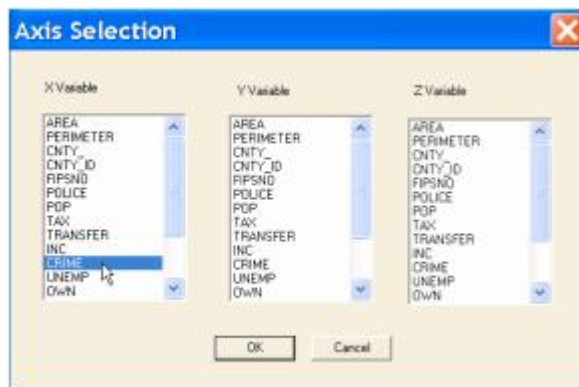 Axis Selection
X Variable
Y Variable
Z Variable
AREA
PERIMETER
CNTY_
CNTY_ID
FIPSNO
POLICE
POP
TAX
TRANSFER
INC
CRIME
UNEMP
OWN
AREA
PERIMETER
CNTY_
CNTY_ID
FIPSNO
POLICE
POP
TAX
TRANSFER
INC
CRIME
UNEMP
OWN
AREA
PERIMETER
CNTY_
CNTY_ID
FIPSNO
POLICE
POP
TAX
TRANSFER
INC
CRIME
UNEMP
OWN
OK
Cancel